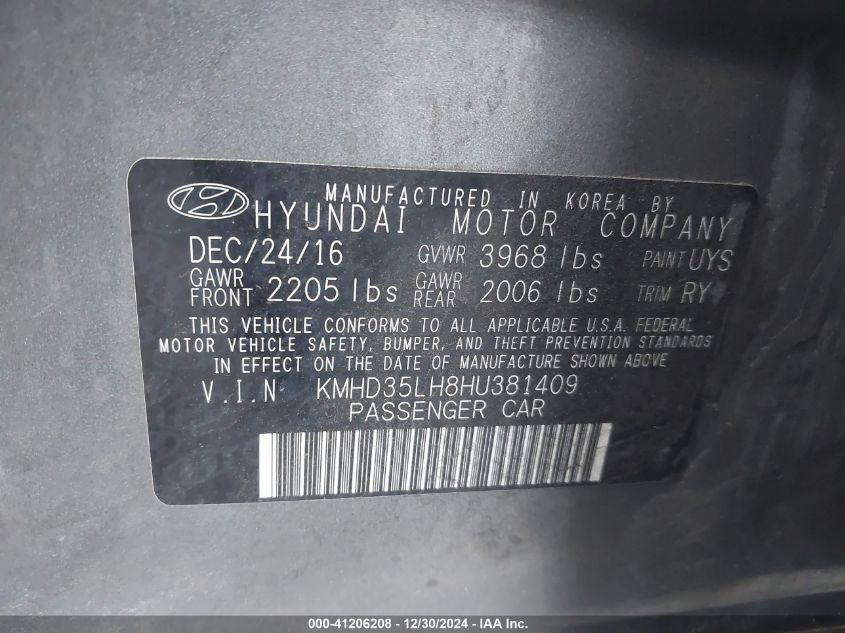 MANUFACTURED IN KOREA BY
HYUNDAI MOTOR COMPANY
DEC/24/16 GVWR 3968 lbs PAINT UYS
GAWR FRONT 2205 lbs GAWR REAR 2006 lbs TRIM RY
THIS VEHICLE CONFORMS TO ALL APPLICABLE U.S.A. FEDERAL
MOTOR VEHICLE SAFETY, BUMPER, AND THEFT PREVENTION STANDARDS
IN EFFECT ON THE DATE OF MANUFACTURE SHOWN ABOVE
V.I.N KMHD35LH8HU381409
PASSENGER CAR
000-41206208 - 12/30/2024 - IAA Inc.